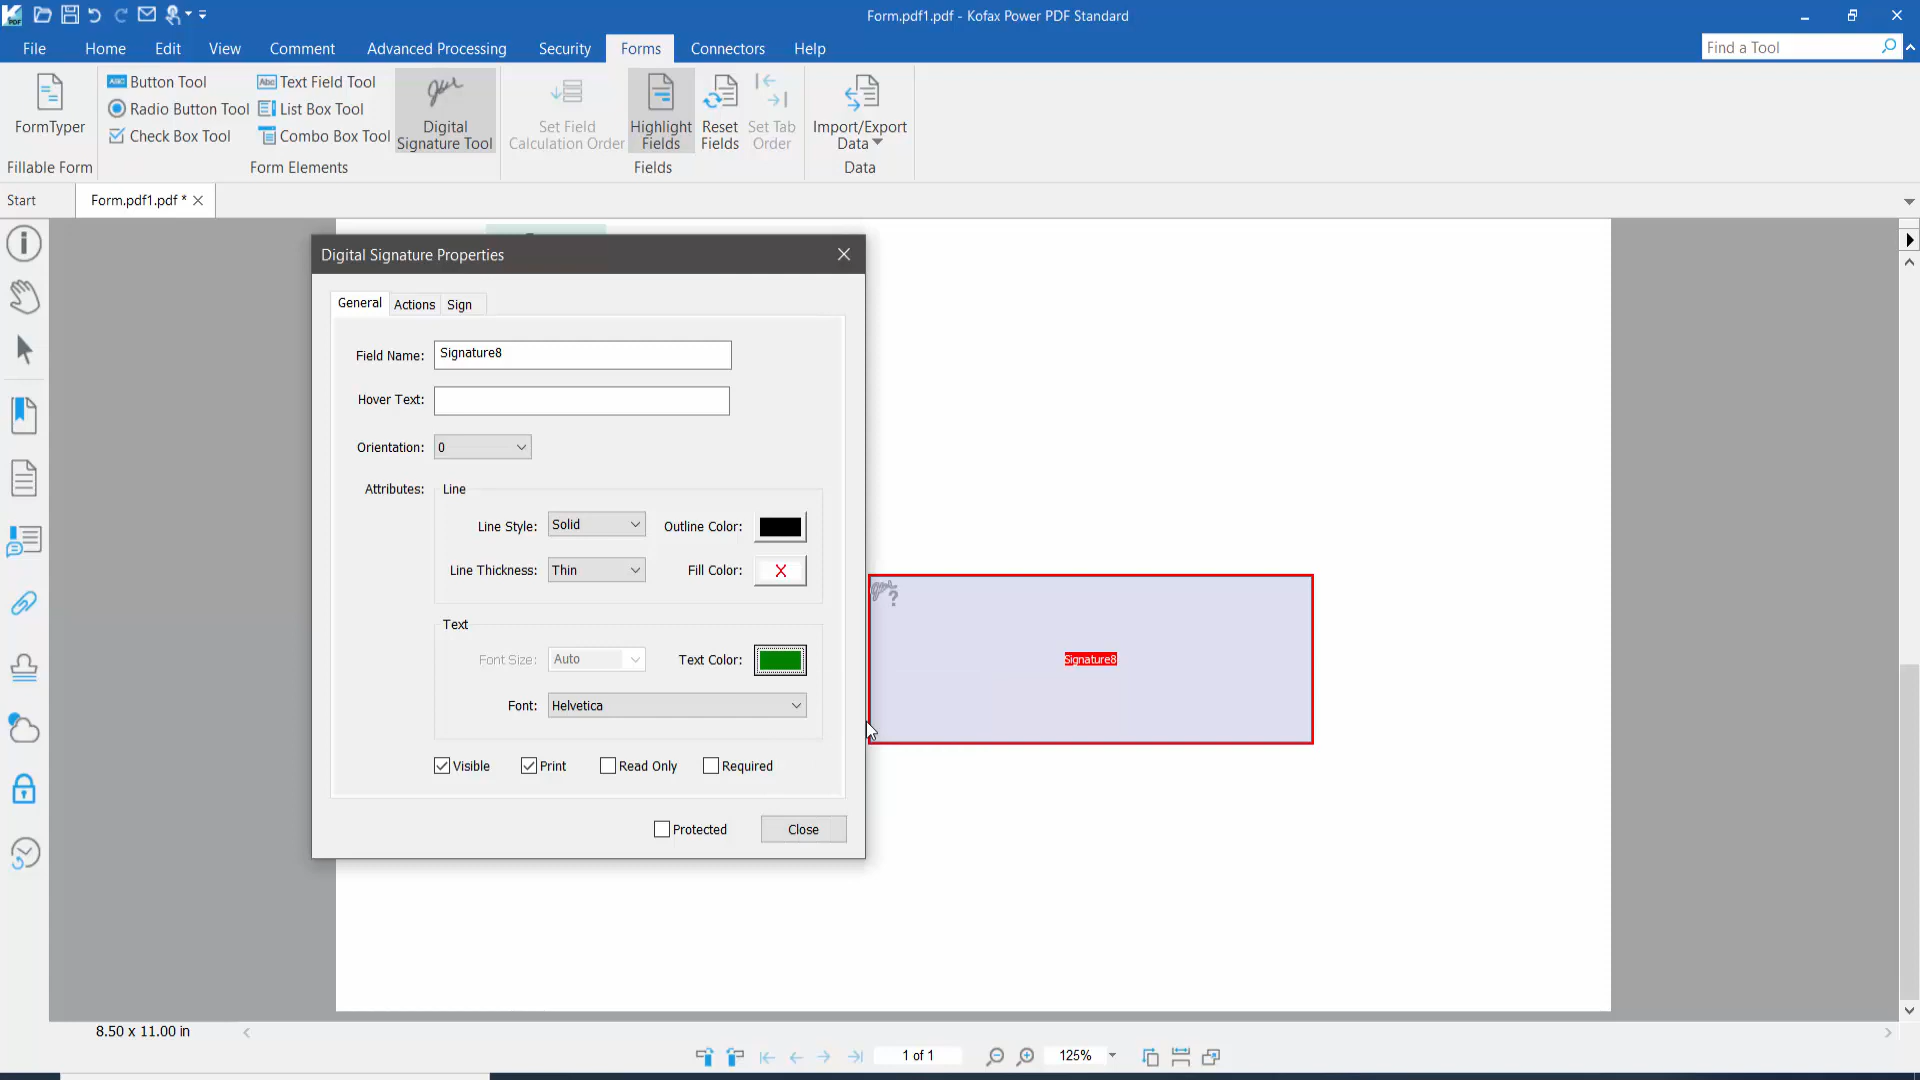 Form.pdf1.pdf - Kofax Power PDF Standard
File Home Edit View Comment Advanced Processing Security Forms Connectors Help
Find a Tool
FormTyper
Fillable Form
Button Tool
Radio Button Tool
Check Box Tool
Text Field Tool
List Box Tool
Combo Box Tool
Digital
Signature Tool
Form Elements
Set Field
Calculation Order
Highlight
Fields
Reset
Fields
Set Tab
Order
Fields
Import/Export
Data
Data
Start
Form.pdf1.pdf *
Digital Signature Properties
General Actions Sign
Field Name: Signature8
Hover Text:
Orientation: 0
Attributes: Line
Line Style: Solid Outline Color:
Line Thickness: Thin Fill Color: X
Text
Font Size: Auto Text Color:
Font: Helvetica
Visible Print Read Only Required
Protected Close
?
Signature8
8.50 x 11.00 in
1 of 1
125%